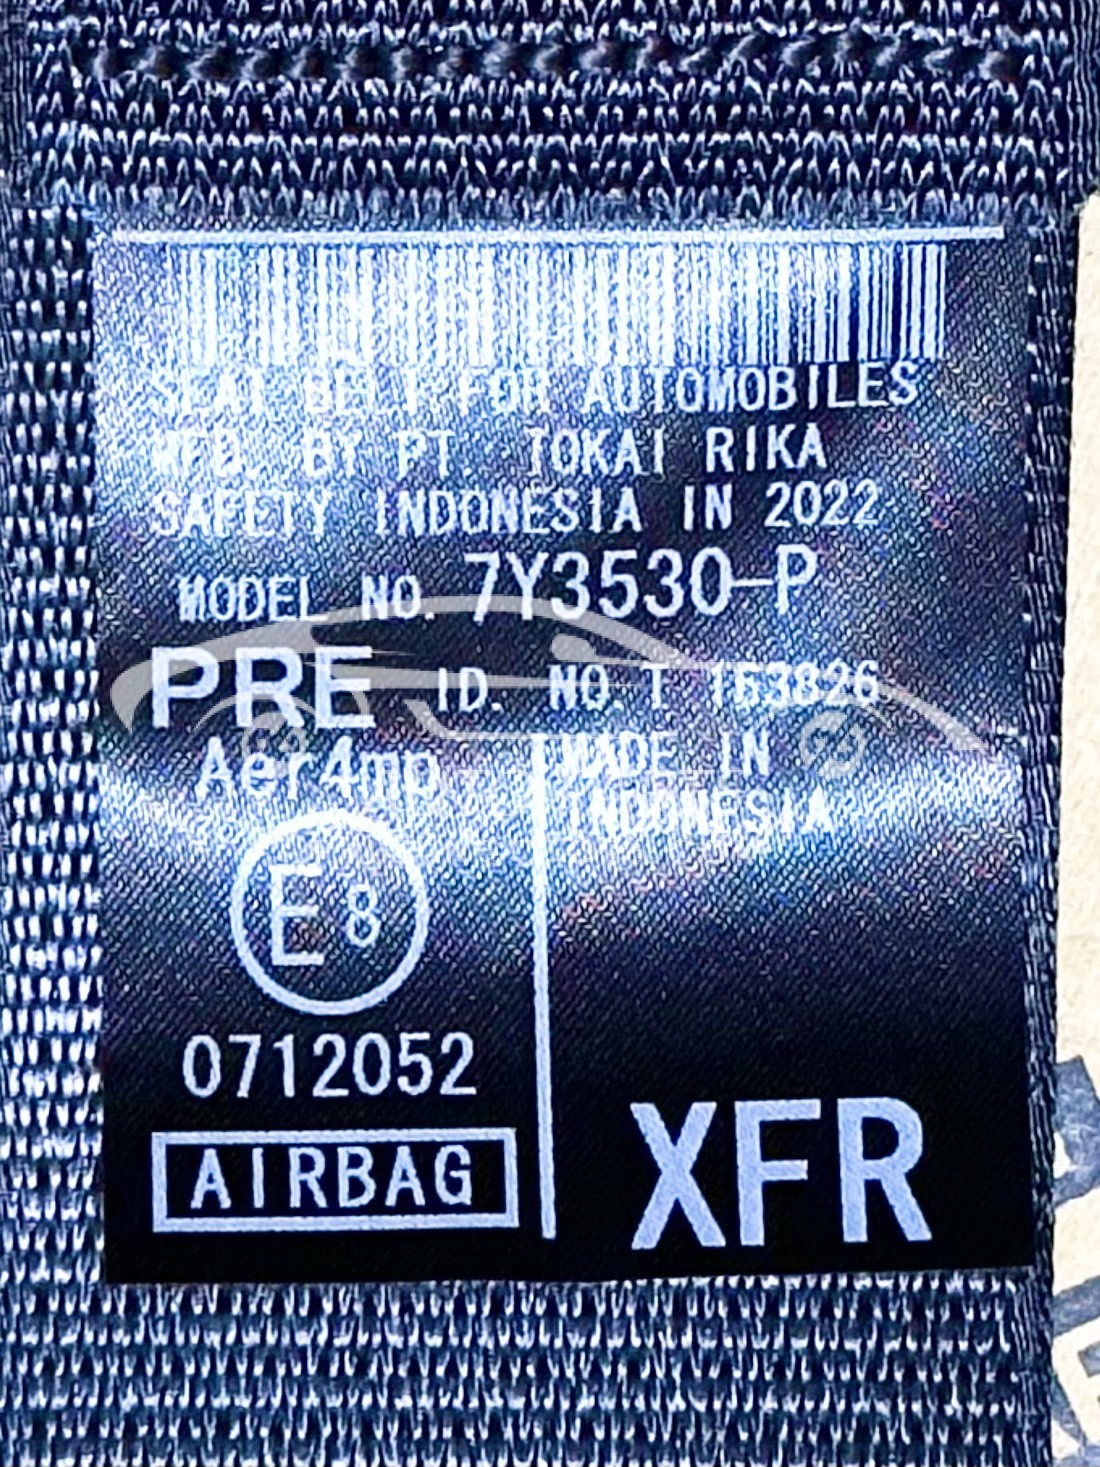 SEAT BELT FOR AUTOMOBILES
MFD. BY PT. TOKAI RIKA
SAFETY INDONESIA IN 2022
MODEL NO. 7Y3530-P
PRE ID. NO. T 163826
Aer4mp
MADE IN
INDONESIA
E8
0712052
AIRBAG
XFR